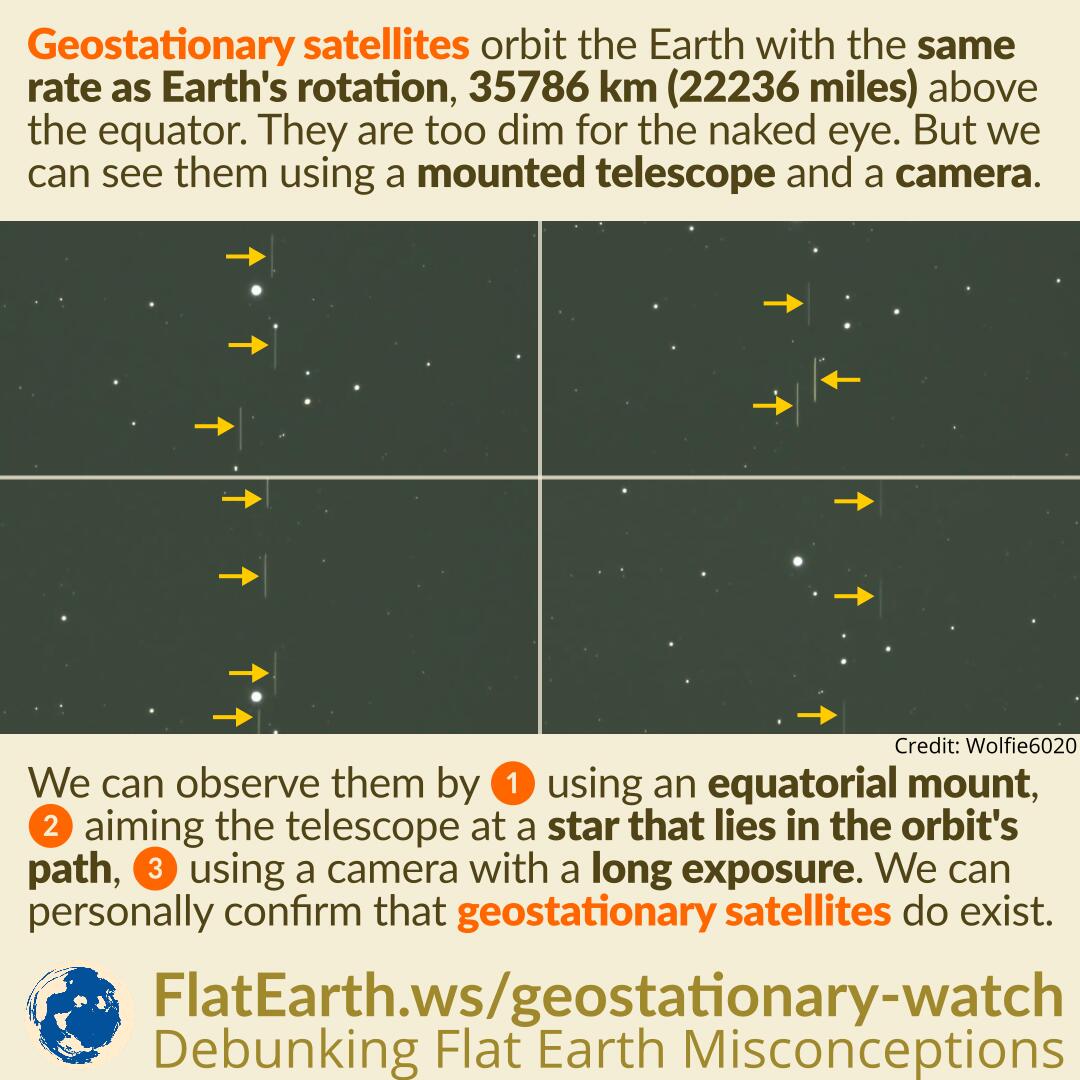 Geostationary satellites orbit the Earth with the same
rate as Earth's rotation, 35786 km (22236 miles) above
the equator. They are too dim for the naked eye. But we
can see them using a mounted telescope and a camera.
Credit: Wolfie6020
We can observe them by 1 using an equatorial mount,
2 aiming the telescope at a star that lies in the orbit's
path, 3 using a camera with a long exposure. We can
personally confirm that geostationary satellites do exist.
FlatEarth.ws/geostationary-watch
Debunking Flat Earth Misconceptions